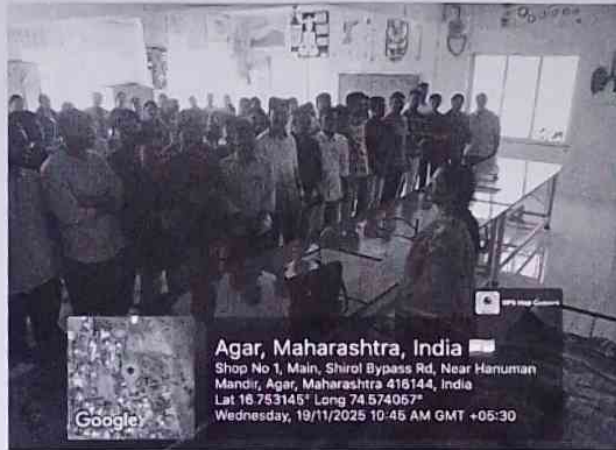 GPS Map Camera
Agar, Maharashtra, India
Shop No 1, Main, Shirol Bypass Rd, Near Hanuman
Mandir, Agar, Maharashtra 416144, India
Lat 16.753145° Long 74.574057°
Wednesday, 19/11/2025 10:45 AM GMT +05:30
Google